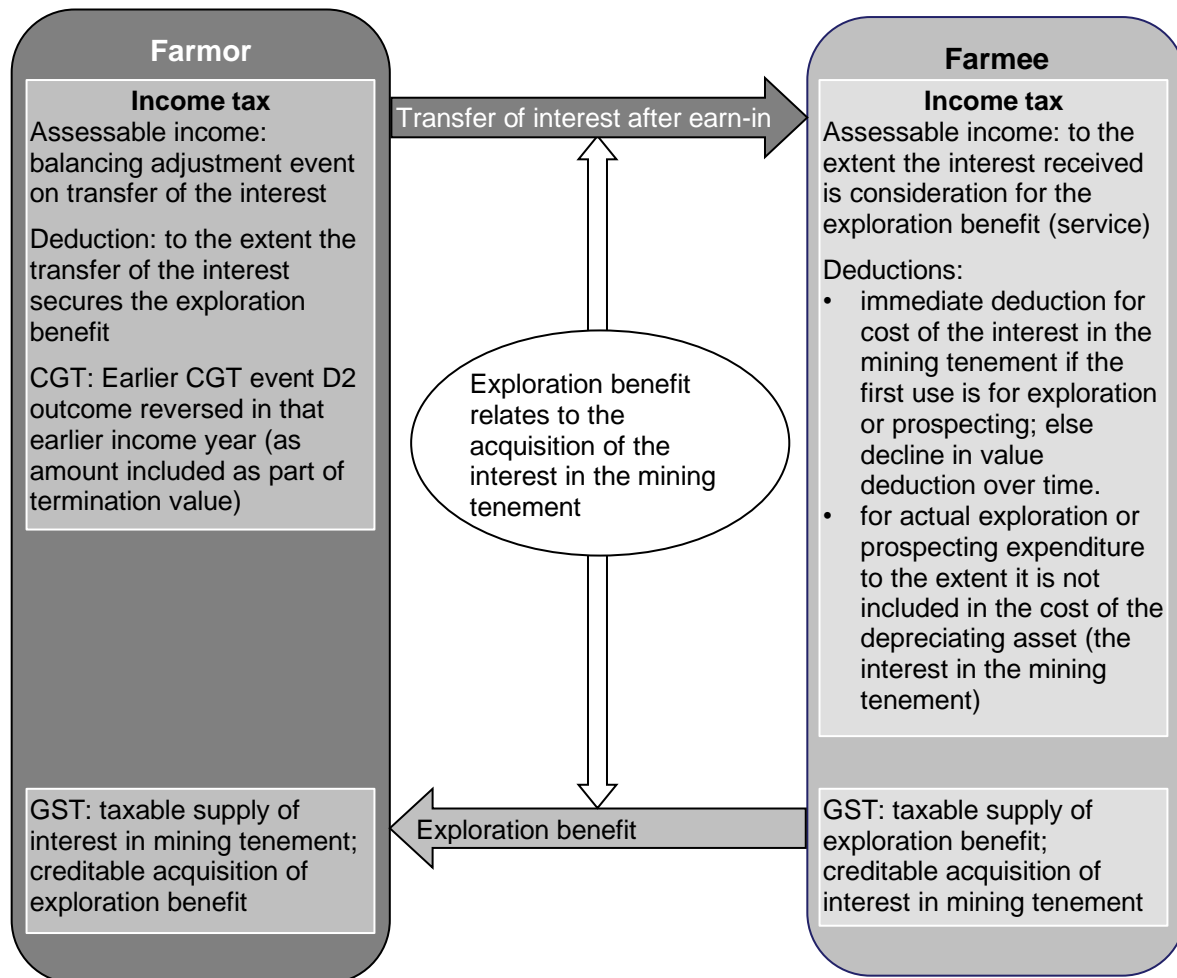 Farmor
Income tax
Assessable income:
balancing adjustment event
on transfer of the interest
Deduction: to the extent the
transfer of the interest
secures the exploration
benefit
CGT: Earlier CGT event D2
outcome reversed in that
earlier income year (as
amount included as part of
termination value)
GST: taxable supply of
interest in mining tenement;
creditable acquisition of
exploration benefit
Transfer of interest after earn-in
Exploration benefit
relates to the
acquisition of the
interest in the mining
tenement
Exploration benefit
Farmee
Income tax
Assessable income: to the
extent the interest received
is consideration for the
exploration benefit (service)
Deductions:
• immediate deduction for
cost of the interest in the
mining tenement if the
first use is for exploration
or prospecting; else
decline in value
deduction over time.
• for actual exploration or
prospecting expenditure
to the extent it is not
included in the cost of the
depreciating asset (the
interest in the mining
tenement)
GST: taxable supply of
exploration benefit;
creditable acquisition of
interest in mining tenement